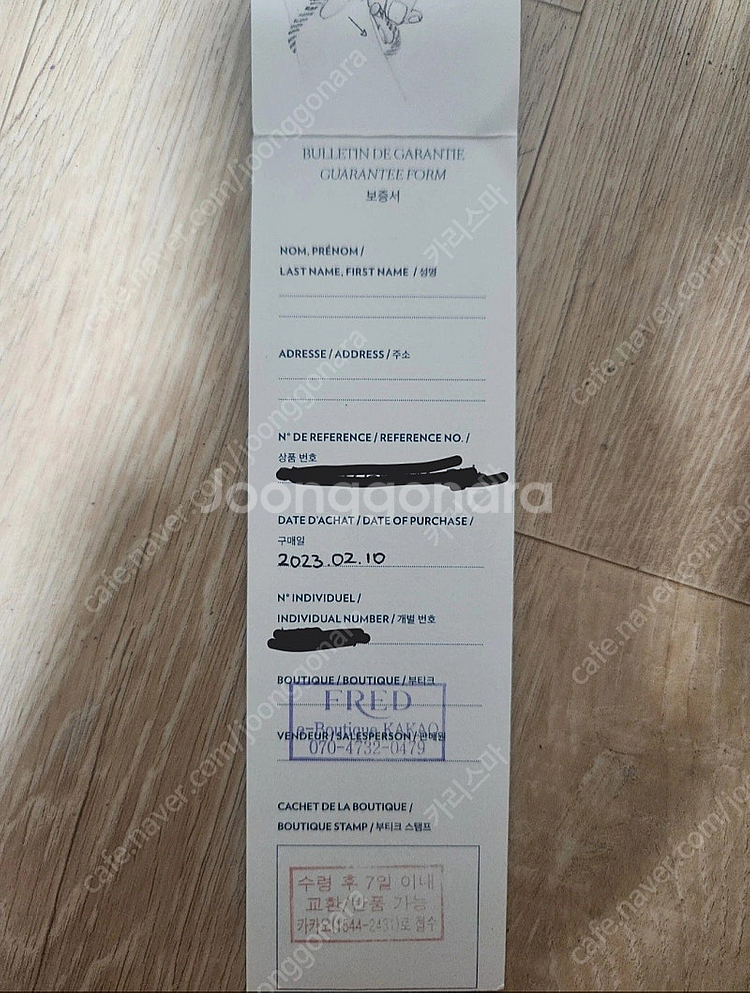 BULLETIN DE GARANTIE
GUARANTEE FORM
보증서
NOM, PRÉNOM /
LAST NAME, FIRST NAME / 성명
ADRESSE / ADDRESS / 주소
N° DE REFERENCE / REFERENCE NO. /
상품 번호
Joonggonara
DATE D'ACHAT / DATE OF PURCHASE /
구매일
2023.02.10
N° INDIVIDUEL /
INDIVIDUAL NUMBER / 개별 번호
BOUTIQUE / BOUTIQUE / 부티크
FRED
e-Boutique KAKAO
VENDEUR / SALESPERSON / 판매원
070-4732-0479
CACHET DE LA BOUTIQUE /
BOUTIQUE STAMP / 부티크 스탬프
수령 후 7일 이내
교환/반품 가능
카카오(1544-2431)로 접수
cafe.naver.com/joonggonara
카리스마